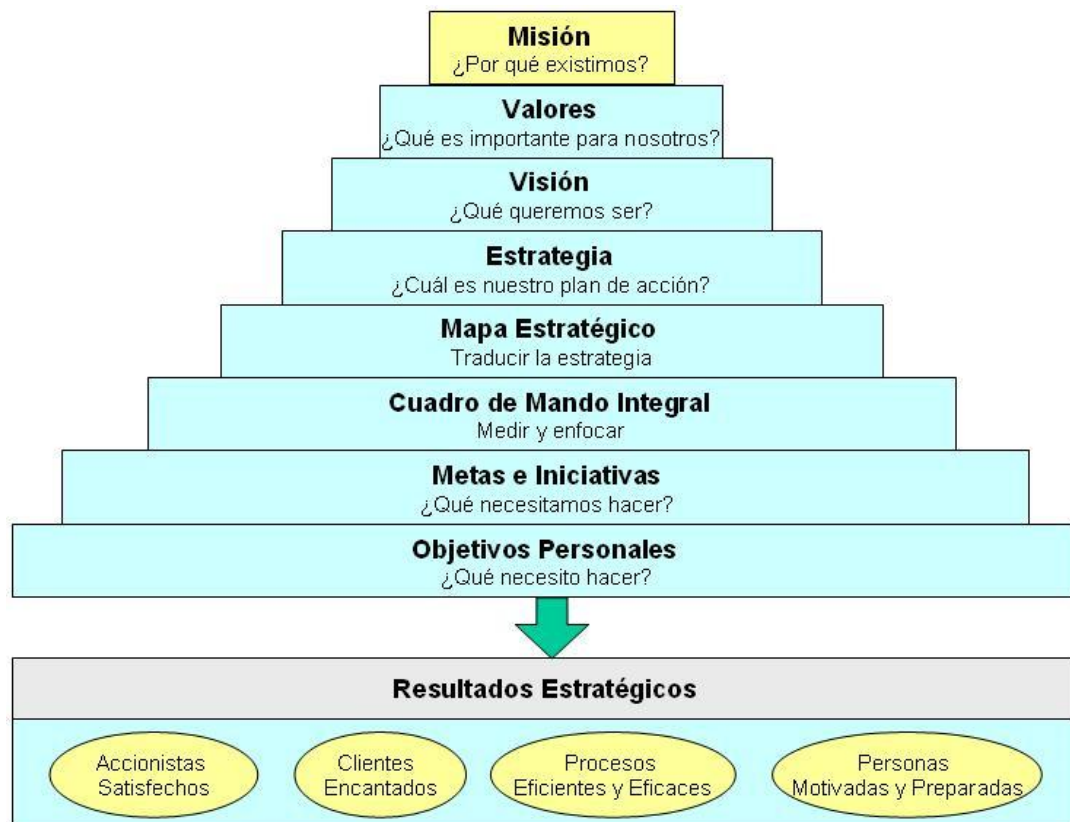 Misión
¿Por qué existimos?
Valores
¿Qué es importante para nosotros?
Visión
¿Qué queremos ser?
Estrategia
¿Cuál es nuestro plan de acción?
Mapa Estratégico
Traducir la estrategia
Cuadro de Mando Integral
Medir y enfocar
Metas e Iniciativas
¿Qué necesitamos hacer?
Objetivos Personales
¿Qué necesito hacer?
Resultados Estratégicos
Accionistas
Satisfechos
Clientes
Encantados
Procesos
Eficientes y Eficaces
Personas
Motivadas y Preparadas